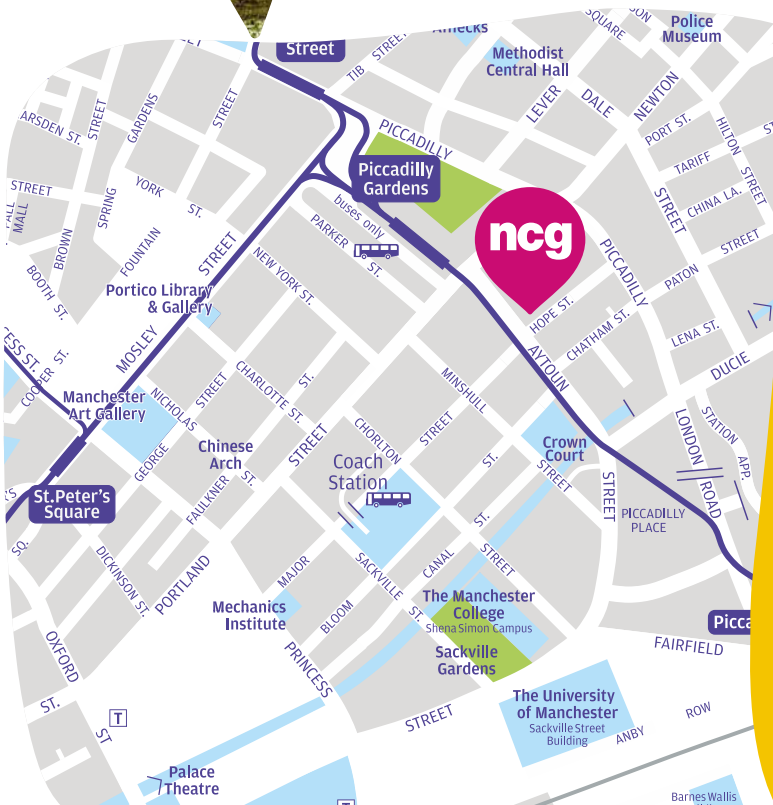 Street
TIB STREET
Methodist
Central Hall
SQUARE
Police
Museum
LEVER
DALE
NEWTON
STREET
PORT ST.
HILTON
STREET
TARIFF
CHINA LA.
STREET
PATON
PICCADILLY
Piccadilly
Gardens
ncg
PICCADILLY
buses only
PARKER
ST.
GARDENS
STREET
STREET
ARSDEN ST.
STREET
MALL
BROWN
SPRING
YORK
ST.
FOUNTAIN
BOOTH ST.
STREET
MOSLEY
NEW YORK ST.
Portico Library
& Gallery
HOPE ST.
CHATHAM ST.
LENA ST.
DUCIE
AYTOUN
STREET
COOPER ST.
Manchester
Art Gallery
NICHOLAS
STREET
GEORGE
CHARLOTTE ST.
ST.
STREET
PORTLAND
Chinese
Arch
FAULKNER
ST.
MINSHULL
STREET
CHORLTON
STREET
ST.
Coach
Station
Crown
Court
LONDON
ROAD
STATION
APP.
PICCADILLY
PLACE
St.Peter's
Square
SQ.
DICKINSON ST.
MAJOR
BLOOM
SACKVILLE
ST.
CANAL
ST.
Mechanics
Institute
PRINCESS
STREET
The Manchester
College
Shena Simon Campus
Sackville
Gardens
Picca
FAIRFIELD
OXFORD
ST.
ST
T
The University
of Manchester
Sackville Street
Building
ANBY
ROW
Palace
Theatre
Barnes Wallis